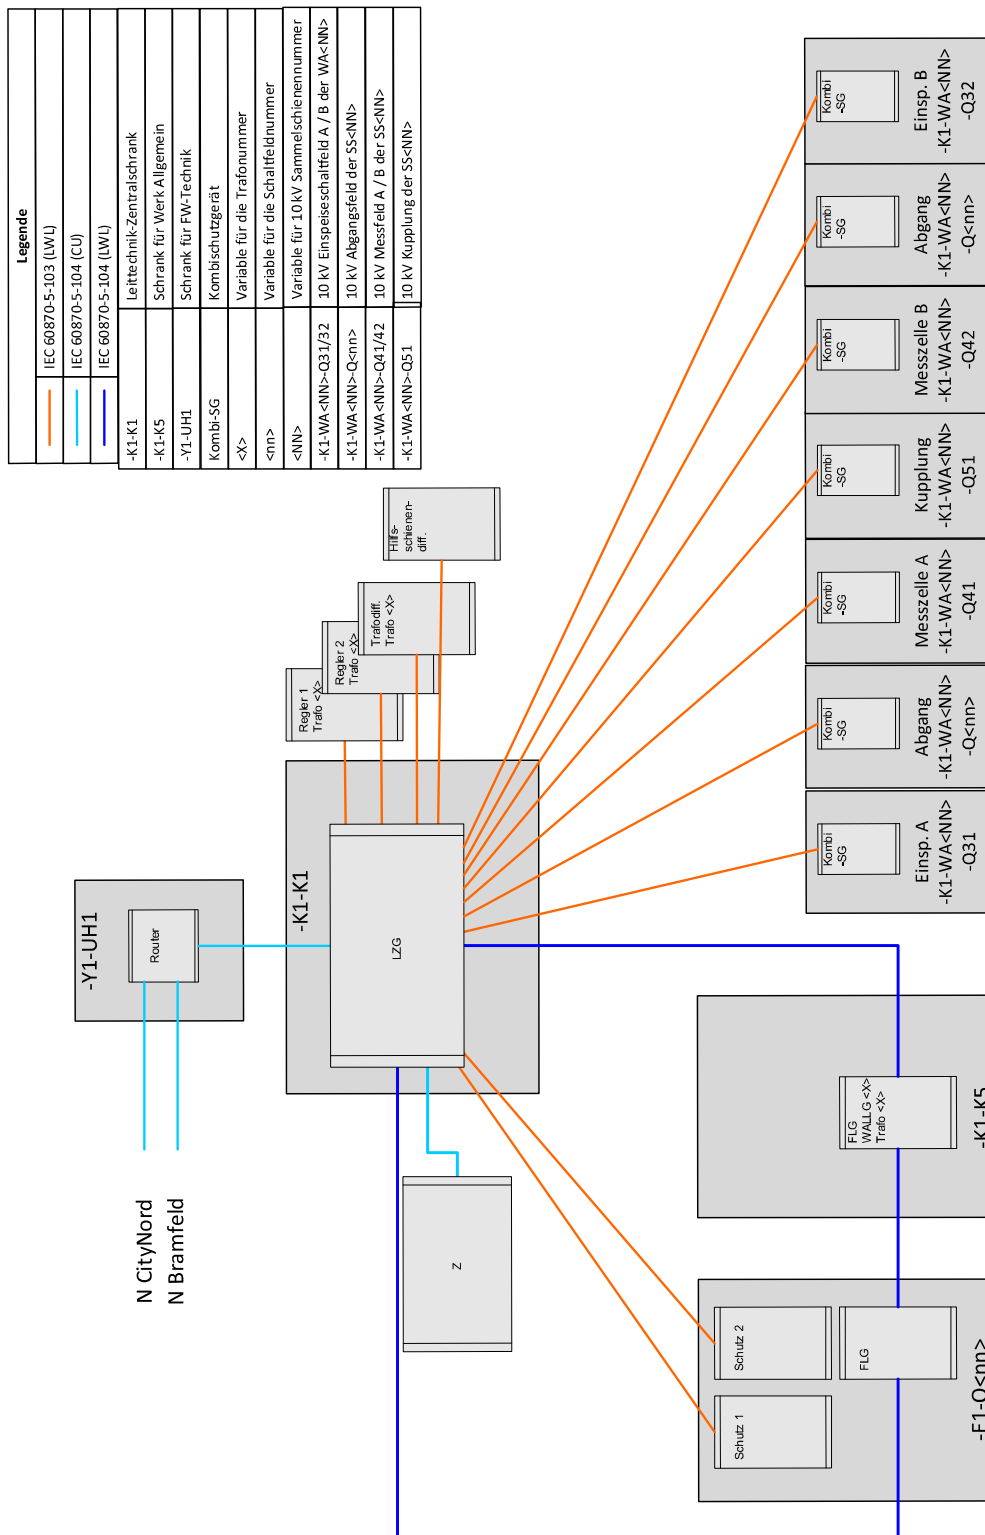 Legende
IEC 60870-5-103 (LWL)
IEC 60870-5-104 (CU)
IEC 60870-5-104 (LWL)
-K1-K1 Leittechnik-Zentralschrank
-K1-K5 Schrank für Werk Allgemein
-Y1-UH1 Schrank für FW-Technik
Kombi-SG Kombischutzgerät
<X> Variable für die Trafonummer
<nn> Variable für die Schaltfeldnummer
<NN> Variable für 10 kV Sammelschienennummer
-K1-WA<NN>-Q31/32 10 kV Einspeiseschaltfeld A / B der WA<NN>
-K1-WA<NN>-Q<nn> 10 kV Abgangsfeld der SS<NN>
-K1-WA<NN>-Q41/42 10 kV Messfeld A / B der SS<NN>
-K1-WA<NN>-Q51 10 kV Kupplung der SS<NN>
-Y1-UH1
Router
N CityNord
N Bramfeld
-K1-K1
LZG
Z
Regler 1
Trafo <X>
Regler 2
Trafo <X>
Trafodiff.
Trafo <X>
Hilfs-
schienen-
diff.
Schutz 1
Schutz 2
FLG
-E1-Q<nn>
FLG
WALLG <X>
Trafo <X>
-K1-K5
Kombi
-SG
Einsp. A
-K1-WA<NN>
-Q31
Kombi
-SG
Abgang
-K1-WA<NN>
-Q<nn>
Kombi
-SG
Messzelle A
-K1-WA<NN>
-Q41
Kombi
-SG
Kupplung
-K1-WA<NN>
-Q51
Kombi
-SG
Messzelle B
-K1-WA<NN>
-Q42
Kombi
-SG
Abgang
-K1-WA<NN>
-Q<nn>
Kombi
-SG
Einsp. B
-K1-WA<NN>
-Q32